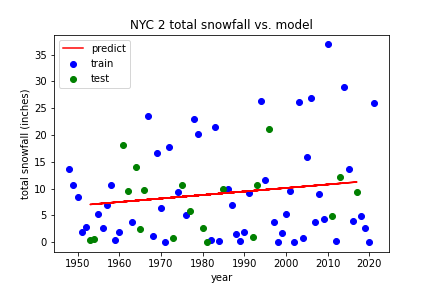 NYC 2 total snowfall vs. model
predict
train
test
total snowfall (inches)
35
30
25
20
15
10
5
0
1950 1960 1970 1980 1990 2000 2010 2020
year